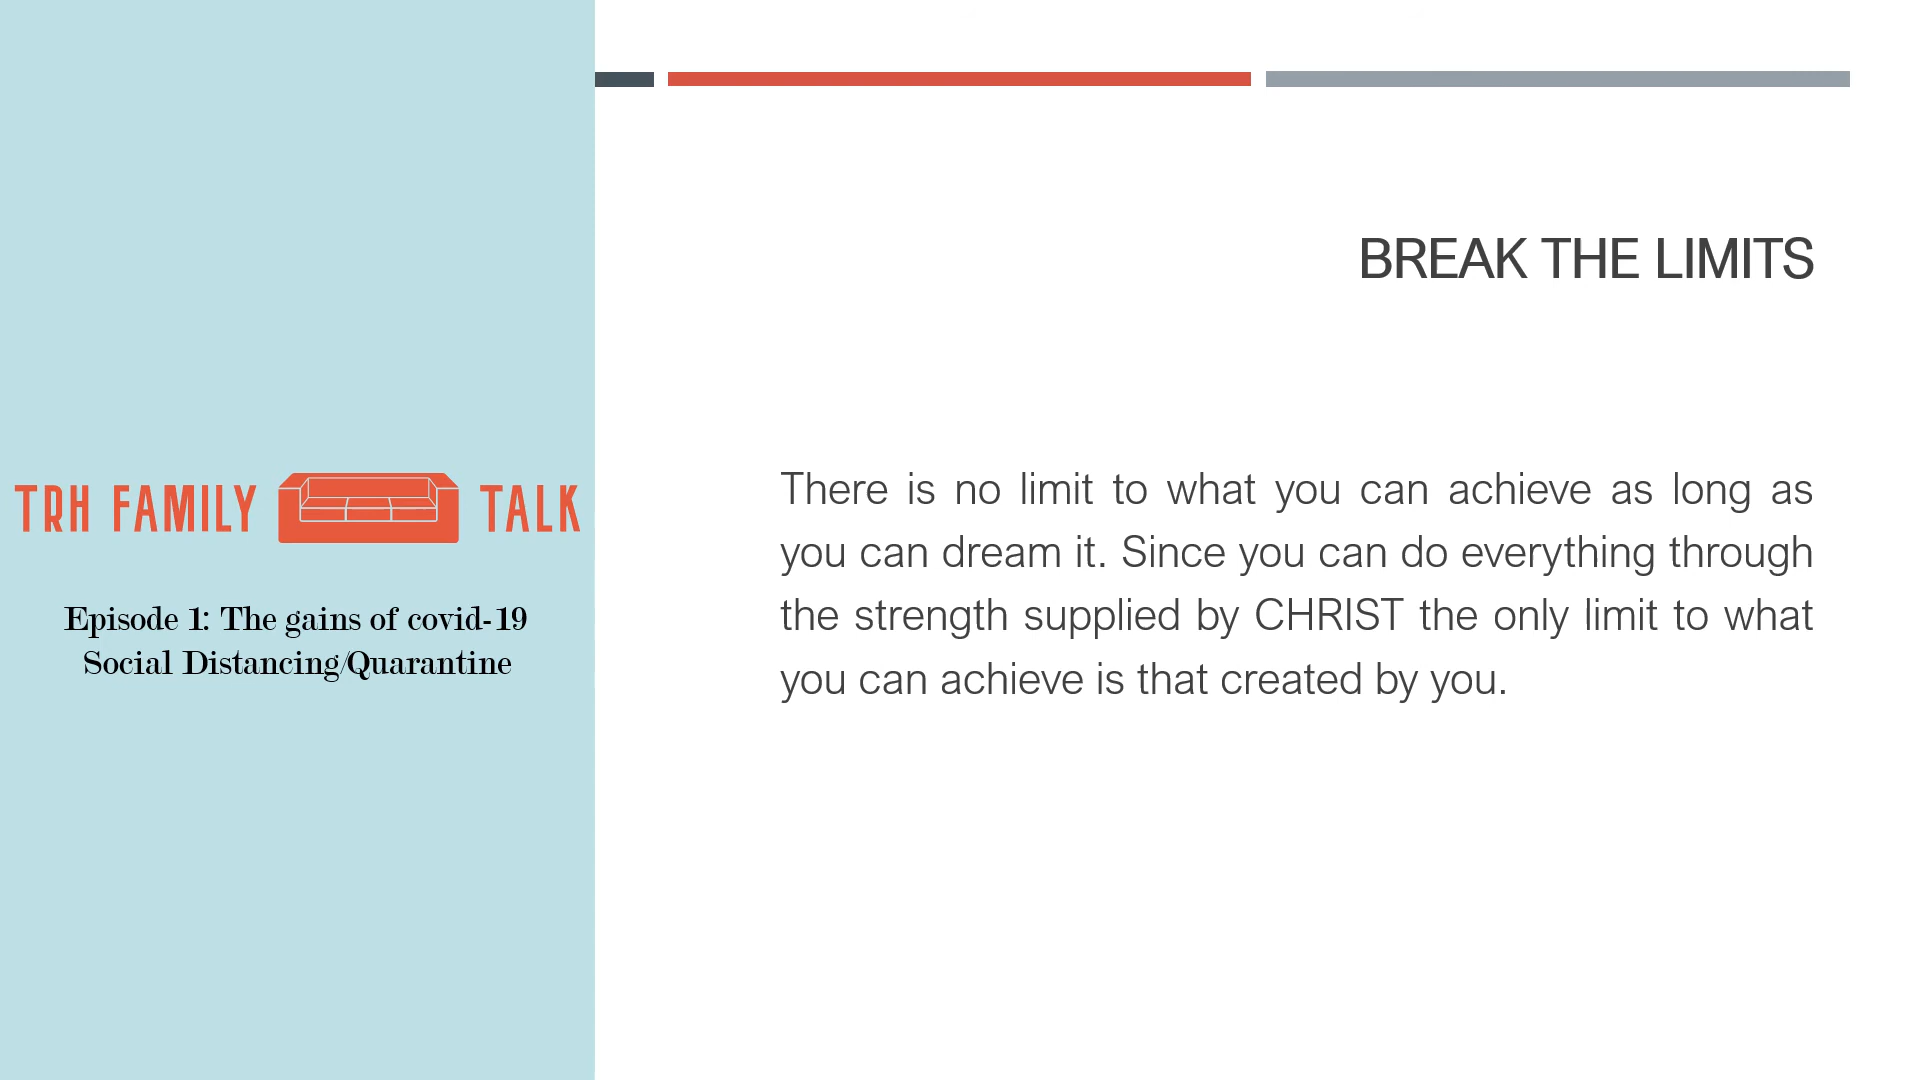 TRH FAMILY TALK
Episode 1: The gains of covid-19
Social Distancing/Quarantine
BREAK THE LIMITS
There is no limit to what you can achieve as long as
you can dream it. Since you can do everything through
the strength supplied by CHRIST the only limit to what
you can achieve is that created by you.